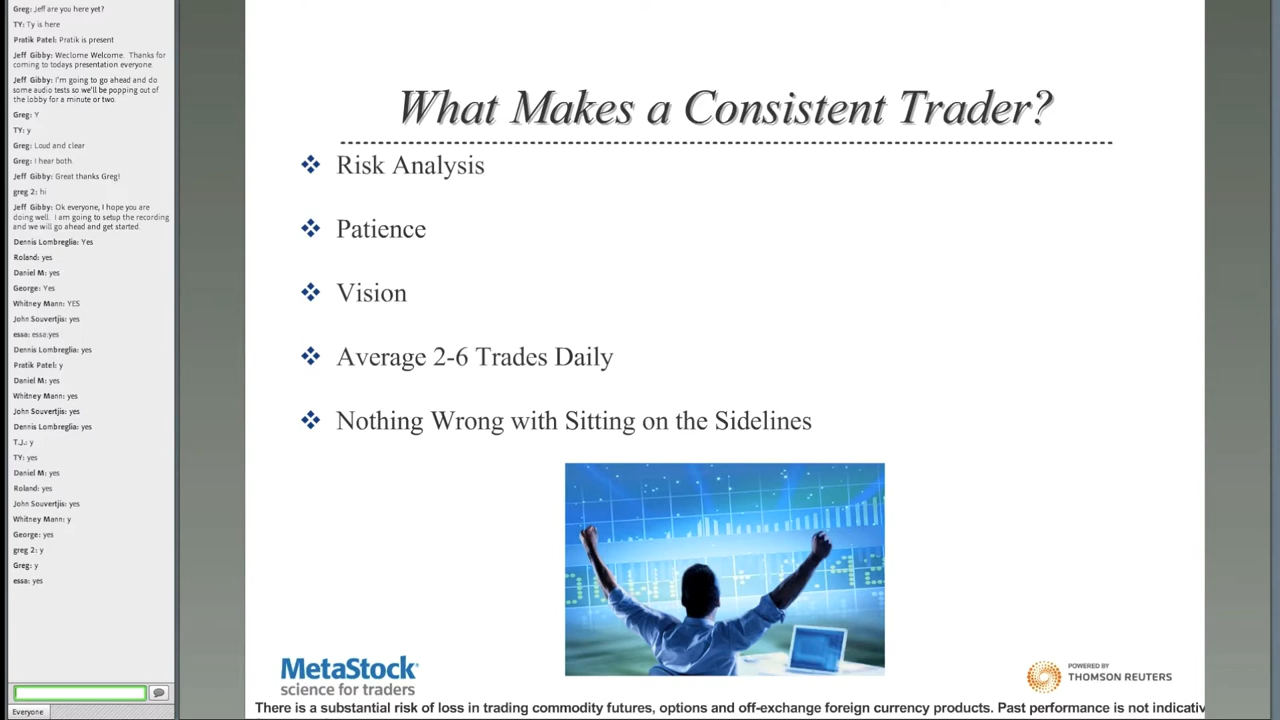 Greg: Jeff are you here yet?
TY: Ty is here
Pratik Patel: Pratik is present
Jeff Gibby: Weclome Welcome. Thanks for
coming to todays presentation everyone.
Jeff Gibby: I'm going to go ahead and do
some audio tests so we'll be popping out of
the lobby for a minute or two.
Greg: Y
TY: y
Greg: Loud and clear
Greg: I hear both.
Jeff Gibby: Great thanks Greg!
greg 2: hi
Jeff Gibby: Ok everyone, I hope you are
doing well. I am going to setup the recording
and we will go ahead and get started.
Dennis Lombreglia: Yes
Roland: yes
Daniel M: yes
George: Yes
Whitney Mann: YES
John Souvertjis: yes
essa: essa:yes
Dennis Lombreglia: yes
Pratik Patel: y
Daniel M: yes
Whitney Mann: yes
John Souvertjis: yes
Dennis Lombreglia: yes
T.J.: y
TY: yes
Daniel M: yes
Roland: yes
John Souvertjis: yes
Whitney Mann: y
George: yes
greg 2: y
Greg: y
essa: yes
Everyone
What Makes a Consistent Trader?
Risk Analysis
Patience
Vision
Average 2-6 Trades Daily
Nothing Wrong with Sitting on the Sidelines
MetaStock
science for traders
POWERED BY
THOMSON REUTERS
There is a substantial risk of loss in trading commodity futures, options and off-exchange foreign currency products. Past performance is not indicativ